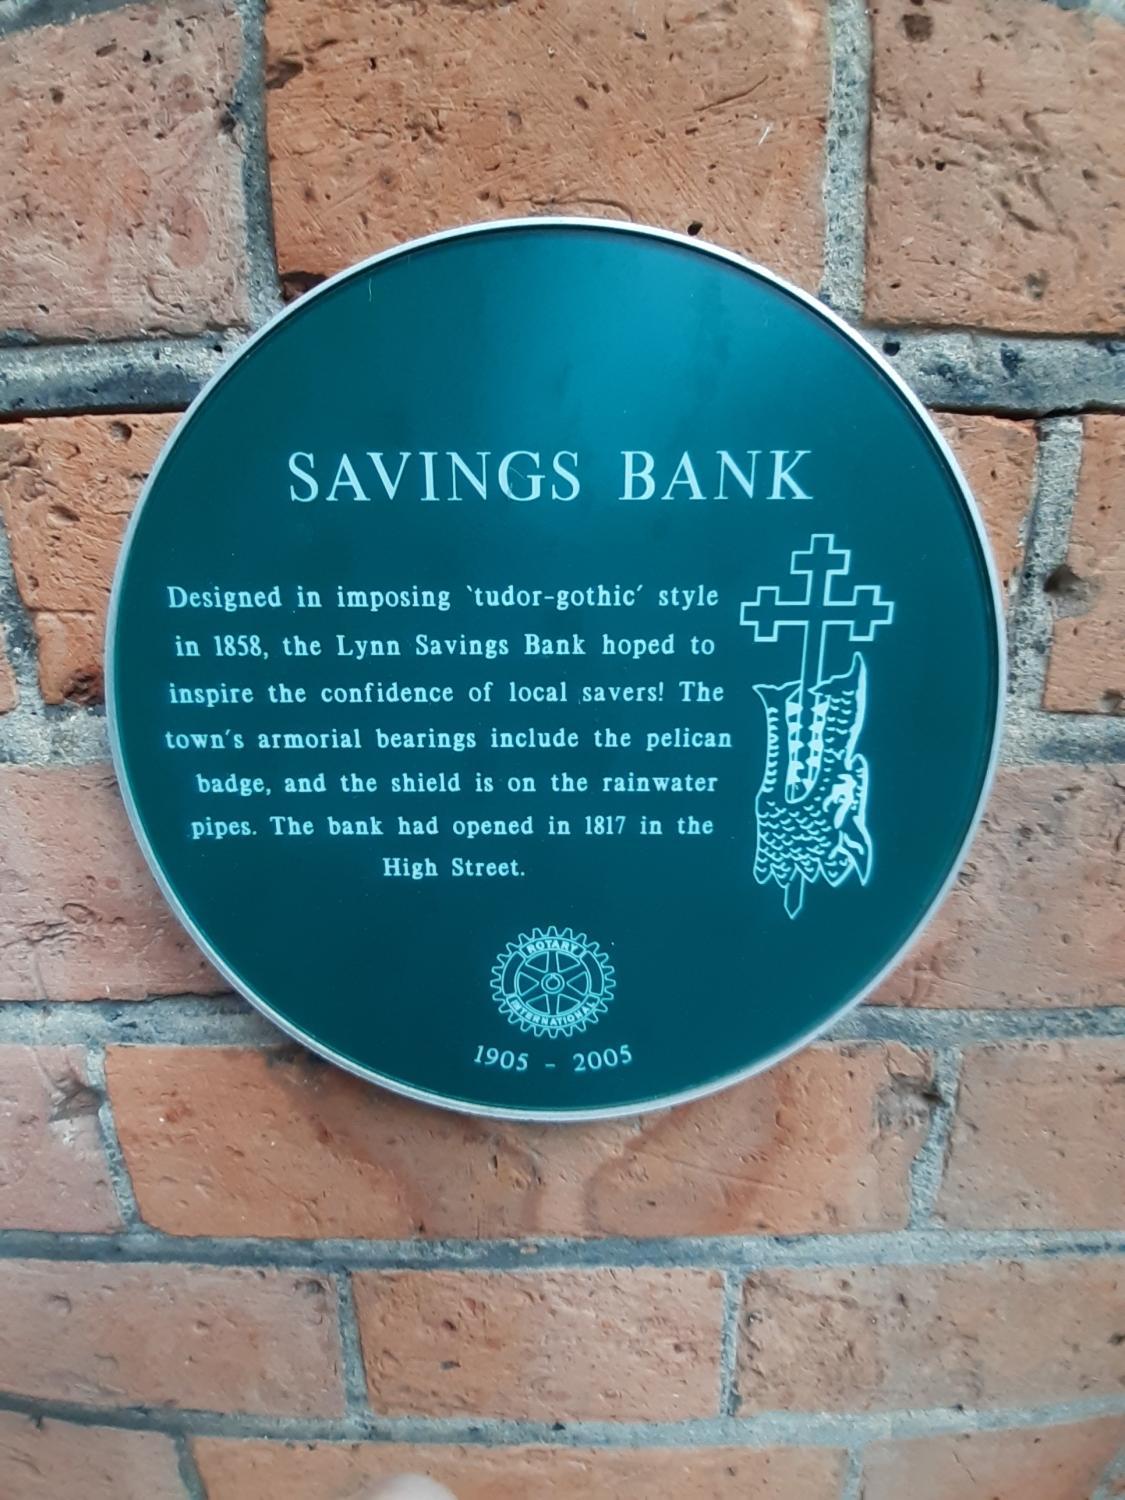 SAVINGS BANK
Designed in imposing `tudor-gothic´ style
in 1858, the Lynn Savings Bank hoped to
inspire the confidence of local savers! The
town's armorial bearings include the pelican
badge, and the shield is on the rainwater
pipes. The bank had opened in 1817 in the
High Street.
ROTARY
INTERNATIONAL
1905 - 2005